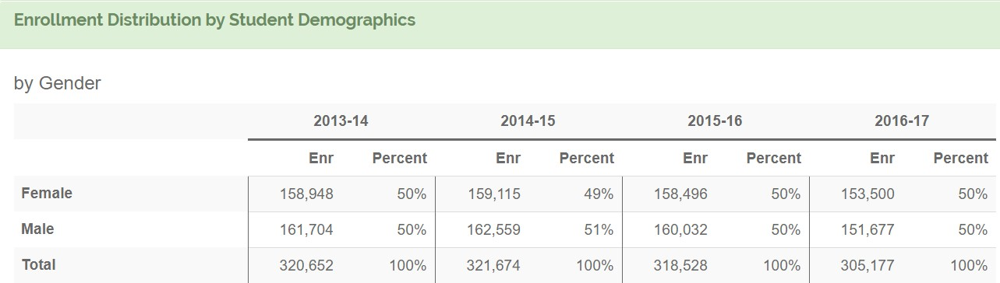 Enrollment Distribution by Student Demographics
by Gender
2013-14 2014-15 2015-16 2016-17
Enr Percent Enr Percent Enr Percent Enr Percent
Female 158,948 50% 159,115 49% 158,496 50% 153,500 50%
Male 161,704 50% 162,559 51% 160,032 50% 151,677 50%
Total 320,652 100% 321,674 100% 318,528 100% 305,177 100%